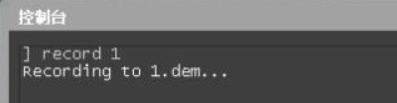 控制台
] record 1
Recording to 1.dem...